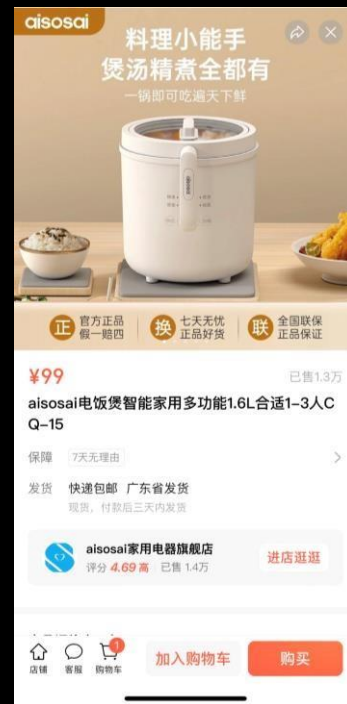 aisosai
料理小能手
煲汤精煮全都有
一锅即可吃遍天下鲜
正 官方正品
假一赔四
换 七天无忧
正品好货
联 全国联保
正品保证
¥99
已售1.3万
aisosai电饭煲智能家用多功能1.6L合适1-3人C
Q-15
保障 7天无理由
发货 快递包邮 广东省发货
现货，付款后三天内发货
aisosai家用电器旗舰店
评分 4.69 高 已售 1.4万
进店逛逛
1
店铺 客服 购物车
加入购物车
购买